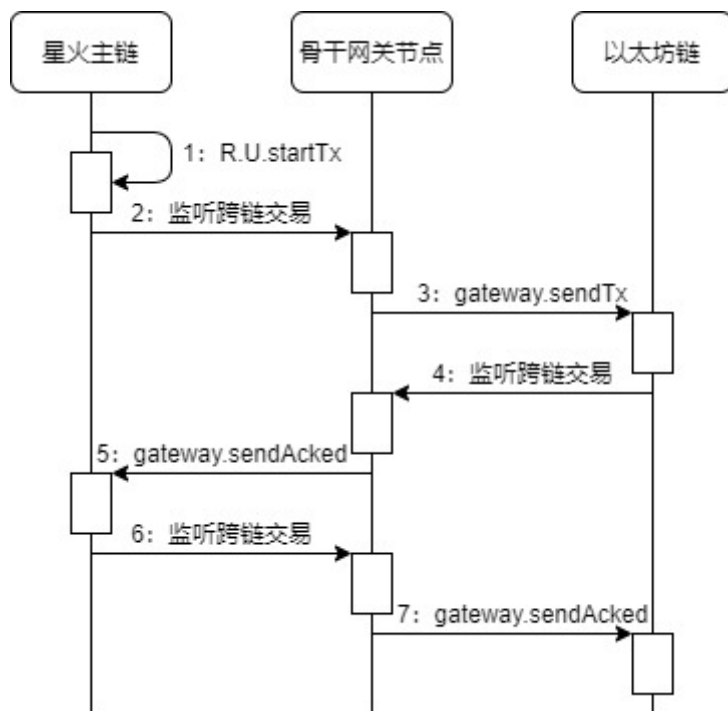 星火主链
骨干网关节点
以太坊链
1：R.U.startTx
2：监听跨链交易
3：gateway.sendTx
4：监听跨链交易
5：gateway.sendAcked
6：监听跨链交易
7：gateway.sendAcked